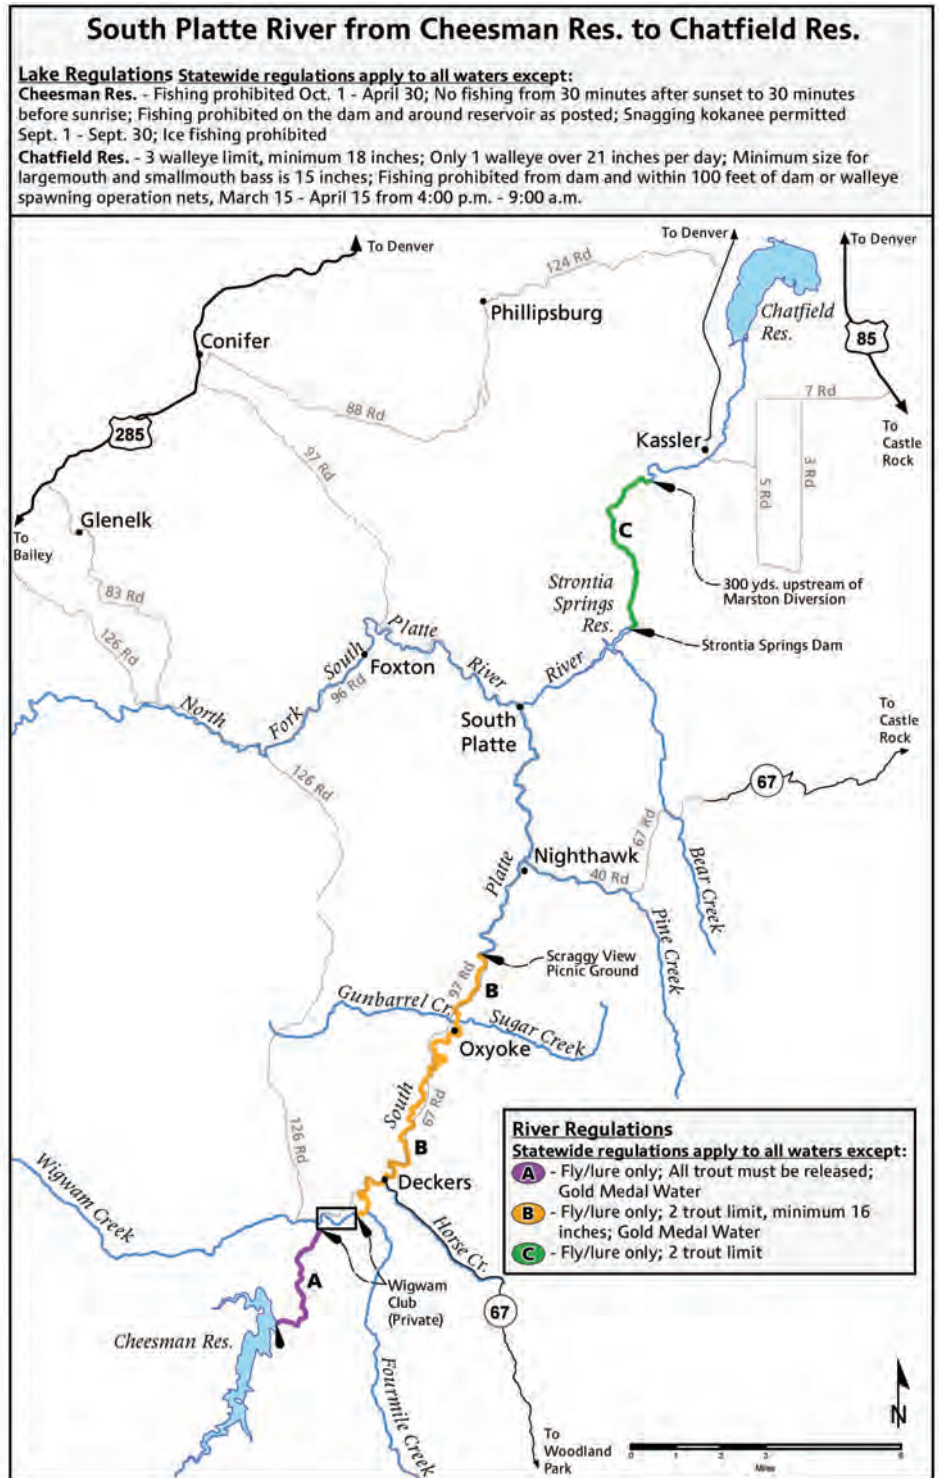 South Platte River from Cheesman Res. to Chatfield Res.
Lake Regulations Statewide regulations apply to all waters except:
Cheesman Res. - Fishing prohibited Oct. 1 - April 30; No fishing from 30 minutes after sunset to 30 minutes
before sunrise; Fishing prohibited on the dam and around reservoir as posted; Snagging kokanee permitted
Sept. 1 - Sept. 30; Ice fishing prohibited
Chatfield Res. - 3 walleye limit, minimum 18 inches; Only 1 walleye over 21 inches per day; Minimum size for
largemouth and smallmouth bass is 15 inches; Fishing prohibited from dam and within 100 feet of dam or walleye
spawning operation nets, March 15 - April 15 from 4:00 p.m. - 9:00 a.m.
To Denver
To Denver
To Denver
124 Rd
Phillipsburg
Chatfield
Res.
85
Conifer
88 Rd
7 Rd
To
Castle
Rock
285
97 Rd
Kassler
3 Rd
5 Rd
Glenelk
To
Bailey
C
83 Rd
126 Rd
Strontia
Springs
Res.
300 yds. upstream of
Marston Diversion
Strontia Springs Dam
North
Fork
South
Platte
River
Foxton
96 Rd
River
South
Platte
To
Castle
Rock
67
126 Rd
67 Rd
Nighthawk
40 Rd
Platte
Bear Creek
Pine Creek
Scraggy View
Picnic Ground
97 Rd
B
Gunbarrel Cr.
Sugar Creek
Oxyoke
South
67 Rd
126 Rd
B
Deckers
Wigwam Creek
Horse Cr.
River Regulations
Statewide regulations apply to all waters except:
A - Fly/lure only; All trout must be released;
Gold Medal Water
B - Fly/lure only; 2 trout limit, minimum 16
inches; Gold Medal Water
C - Fly/lure only; 2 trout limit
A
Wigwam
Club
(Private)
67
Cheesman Res.
Fourmile Creek
To
Woodland
Park
N
0 1 2 3 6
Miles